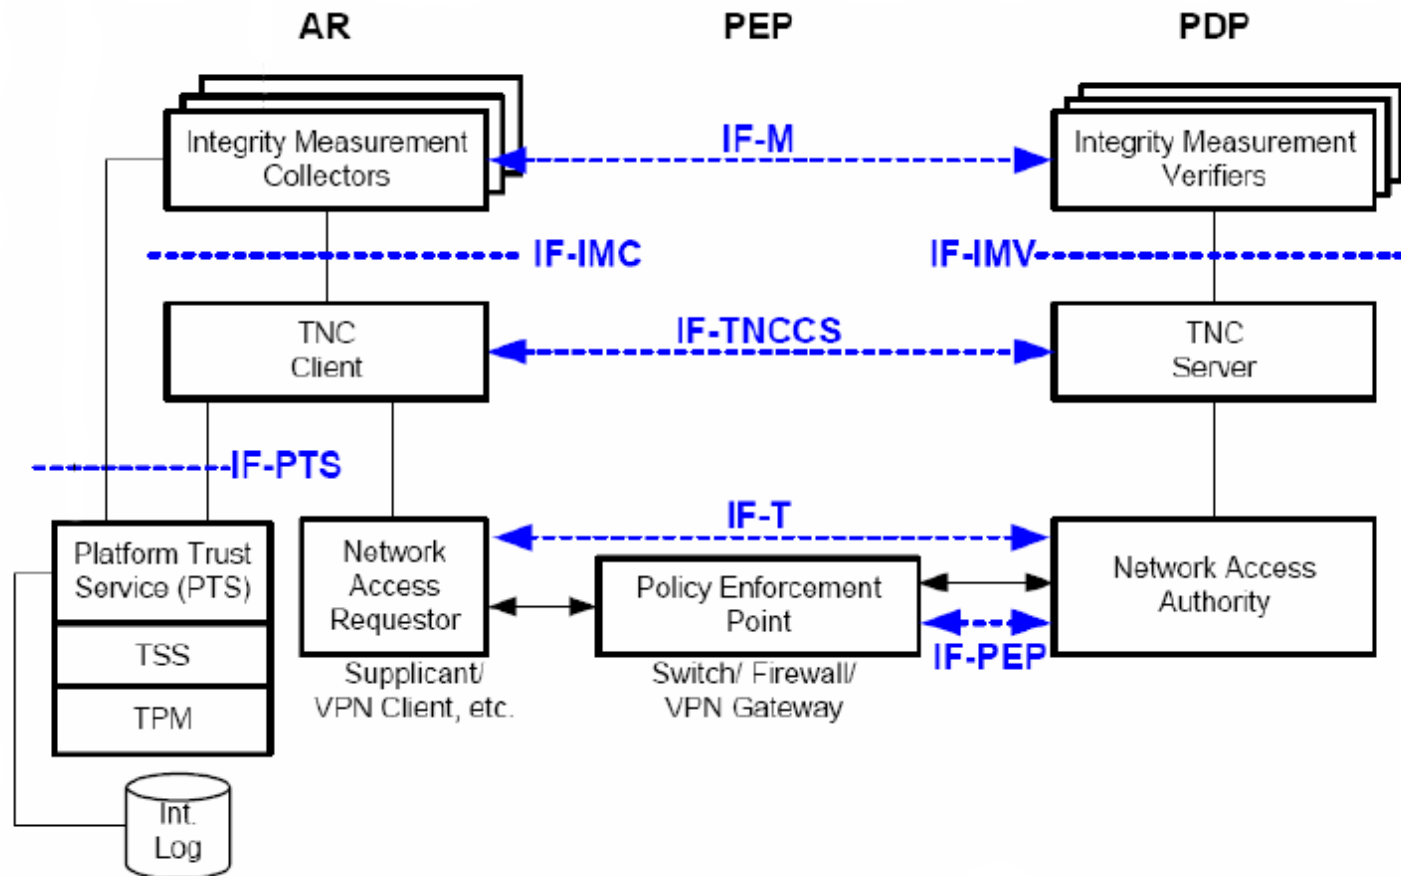 AR
PEP
PDP
Integrity Measurement
Collectors
IF-M
Integrity Measurement
Verifiers
IF-IMC
IF-IMV
TNC
Client
IF-TNCCS
TNC
Server
IF-PTS
IF-T
Platform Trust
Service (PTS)
TSS
TPM
Network
Access
Requestor
Supplicant/
VPN Client, etc.
Policy Enforcement
Point
Switch/ Firewall/
VPN Gateway
Network Access
Authority
IF-PEP
Int.
Log